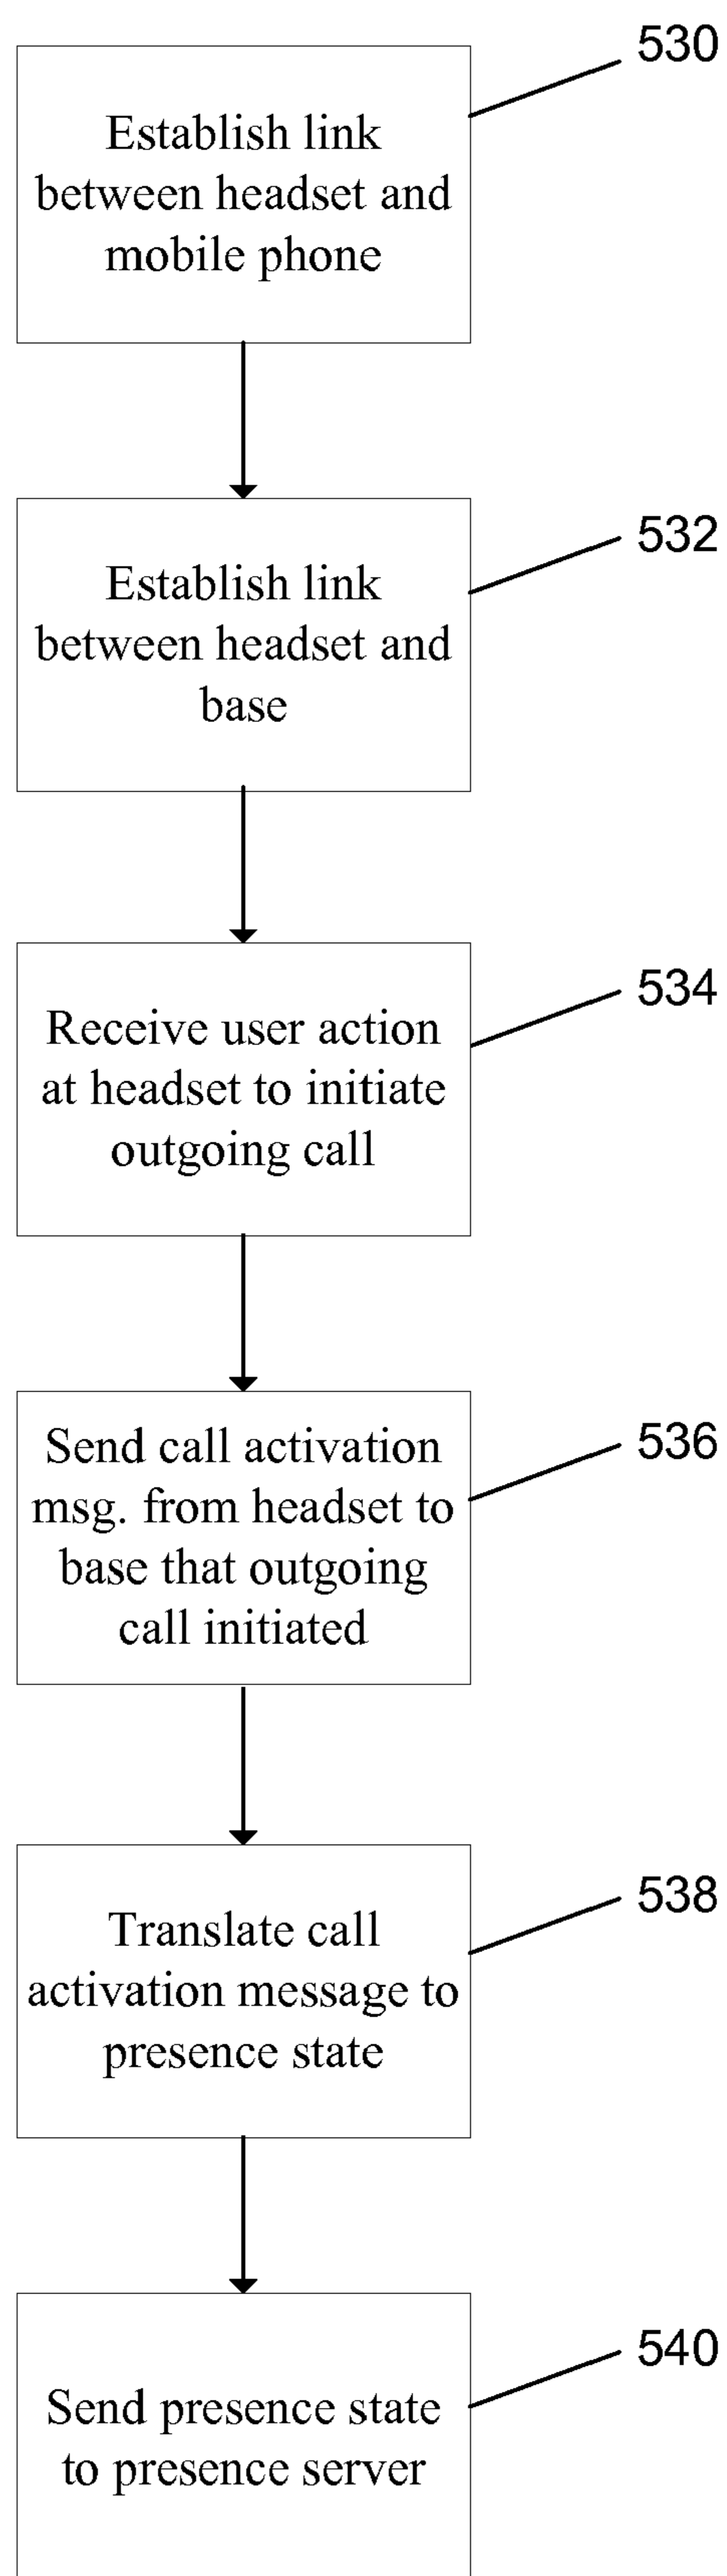 530
Establish link
between headset and
mobile phone
532
Establish link
between headset and
base
534
Receive user action
at headset to initiate
outgoing call
536
Send call activation
msg. from headset to
base that outgoing
call initiated
538
Translate call
activation message to
presence state
540
Send presence state
to presence server